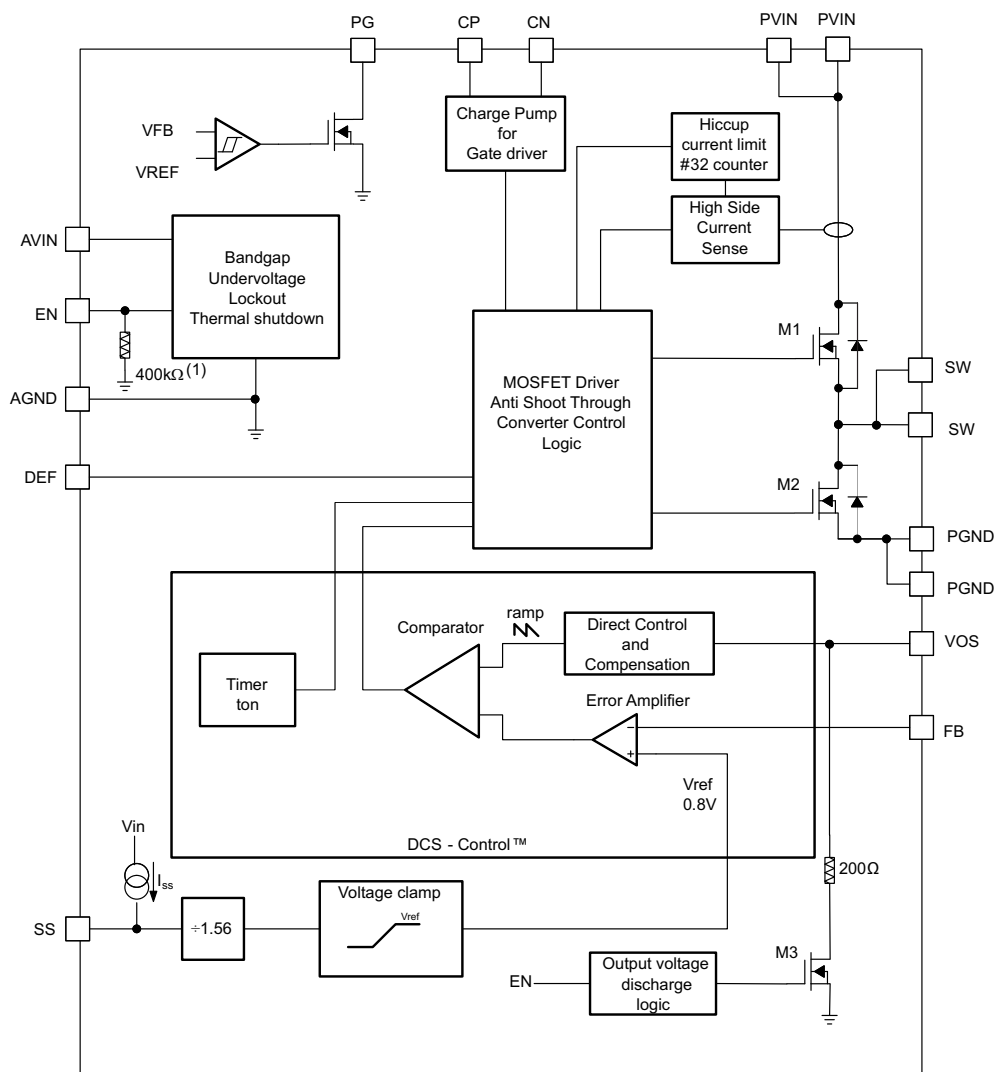 PG
CP
CN
PVIN
PVIN
Charge Pump
for
Gate driver
Hiccup
current limit
#32 counter
VFB
VREF
High Side
Current
Sense
AVIN
Bandgap
Undervoltage
Lockout
Thermal shutdown
EN
400kΩ(1)
AGND
M1
MOSFET Driver
Anti Shoot Through
Converter Control
Logic
SW
SW
DEF
M2
PGND
PGND
ramp
Comparator
Direct Control
and
Compensation
VOS
Timer
ton
Error Amplifier
−
+
FB
Vref
0.8V
DCS - Control™
Vin
Iss
200Ω
SS
÷1.56
Voltage clamp
Vref
M3
EN
Output voltage
discharge
logic